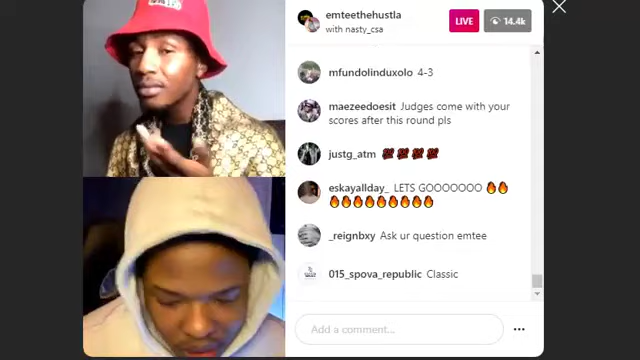 emteethehustla
with nasty_csa
LIVE
14.4k
mfundolinduxolo 4-3
maezeedoesit Judges come with your
scores after this round pls
justg_atm 💯 💯 💯 💯
eskayallday_ LETS GOOOOOOO 🔥🔥
🔥🔥🔥🔥🔥🔥🔥🔥🔥
_reignbxy Ask ur question emtee
015_spova_republic Classic
Add a comment...